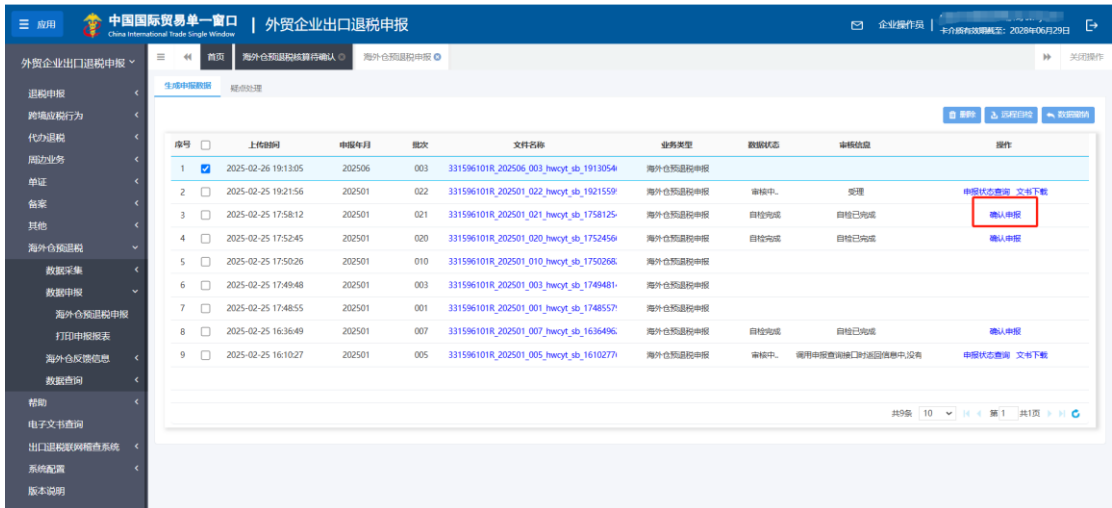 应用 中国国际贸易单一窗口 | 外贸企业出口退税申报 企业操作员 |
China International Trade Single Window 卡介质有效期截至：2028年06月29日
外贸企业出口退税申报 首页 海外仓预退税核算待确认 海外仓预退税申报 关闭操作
退税申报 生成申报数据 疑点处理
跨境应税行为 删除 远程自检 数据撤销
代办退税 序号 上传时间 申报年月 批次 文件名称 业务类型 数据状态 审核信息 操作
周边业务 1 2025-02-26 19:13:05 202506 003 331596101R_202506_003_hwcyt_sb_1913054 海外仓预退税申报
单证 2 2025-02-25 19:21:56 202501 022 331596101R_202501_022_hwcyt_sb_192155 海外仓预退税申报 审核中... 受理 申报状态查询 文书下载
备案 3 2025-02-25 17:58:12 202501 021 331596101R_202501_021_hwcyt_sb_175812 海外仓预退税申报 自检完成 自检已完成 确认申报
其他
海外仓预退税 4 2025-02-25 17:52:45 202501 020 331596101R_202501_020_hwcyt_sb_175245 海外仓预退税申报 自检完成 自检已完成 确认申报
数据采集 5 2025-02-25 17:50:26 202501 010 331596101R_202501_010_hwcyt_sb_175026 海外仓预退税申报
数据申报 6 2025-02-25 17:49:48 202501 003 331596101R_202501_003_hwcyt_sb_174948 海外仓预退税申报
海外仓预退税申报 7 2025-02-25 17:48:55 202501 001 331596101R_202501_001_hwcyt_sb_174855 海外仓预退税申报
打印申报报表 8 2025-02-25 16:36:49 202501 007 331596101R_202501_007_hwcyt_sb_163649 海外仓预退税申报 自检完成 自检已完成 确认申报
海外仓反馈信息 9 2025-02-25 16:10:27 202501 005 331596101R_202501_005_hwcyt_sb_161027 海外仓预退税申报 审核中... 调用申报查询接口时返回信息中,没有 申报状态查询 文书下载
数据查询
帮助
电子文书查询 共9条 10 第 1 共1页
出口退税联网稽查系统
系统配置
版本说明